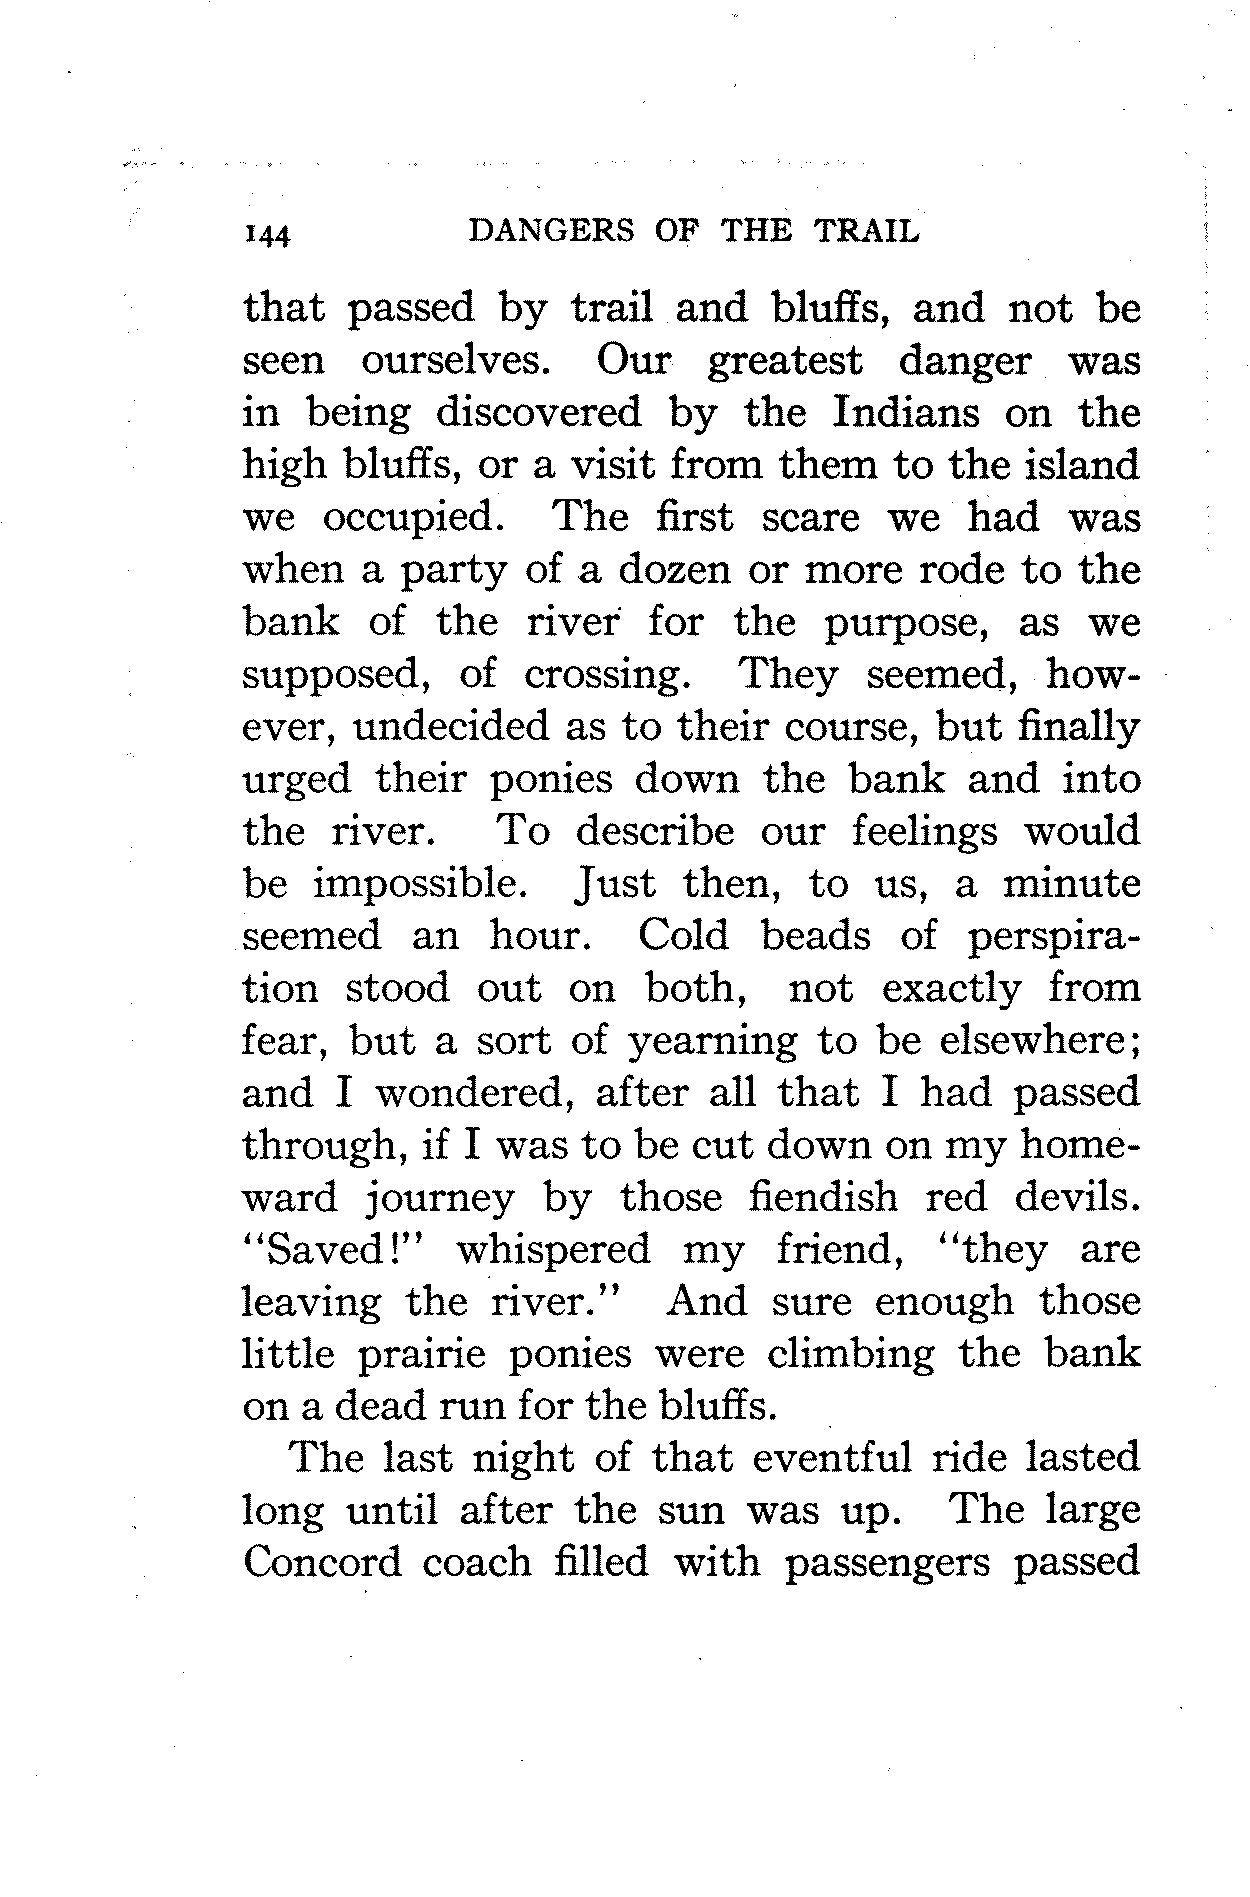 144 DANGERS OF THE TRAIL
that passed by trail and bluffs, and not be
seen ourselves. Our greatest danger was
in being discovered by the Indians on the
high bluffs, or a visit from them to the island
we occupied. The first scare we had was
when a party of a dozen or more rode to the
bank of the river for the purpose, as we
supposed, of crossing. They seemed, how-
ever, undecided as to their course, but finally
urged their ponies down the bank and into
the river. To describe our feelings would
be impossible. Just then, to us, a minute
seemed an hour. Cold beads of perspira-
tion stood out on both, not exactly from
fear, but a sort of yearning to be elsewhere;
and I wondered, after all that I had passed
through, if I was to be cut down on my home-
ward journey by those fiendish red devils.
“Saved!” whispered my friend, “they are
leaving the river.” And sure enough those
little prairie ponies were climbing the bank
on a dead run for the bluffs.
The last night of that eventful ride lasted
long until after the sun was up. The large
Concord coach filled with passengers passed